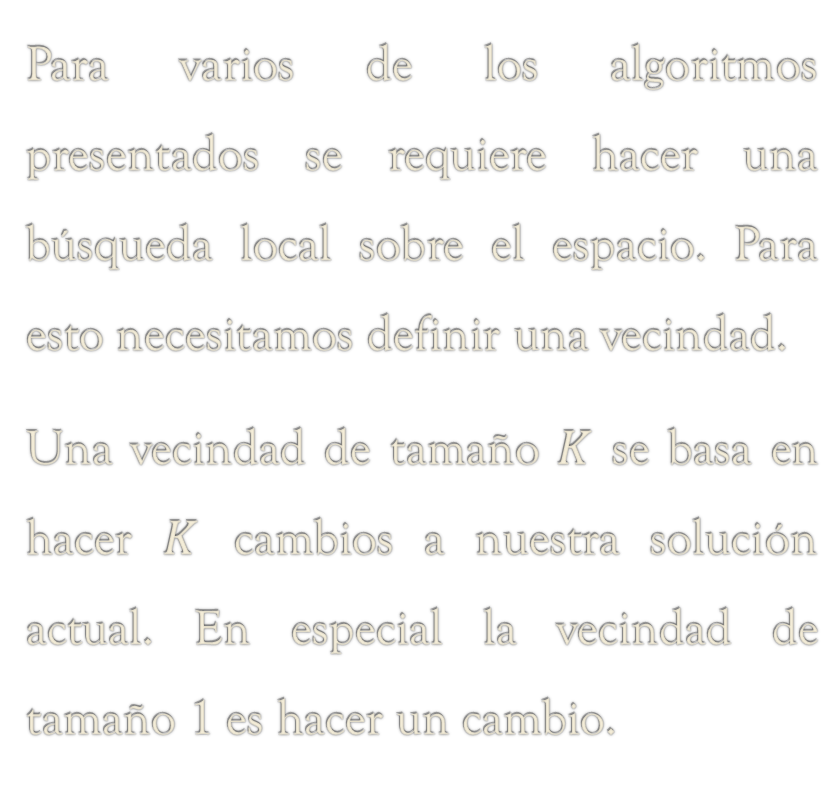 Para varios de los algoritmos
presentados se requiere hacer una
búsqueda local sobre el espacio. Para
esto necesitamos definir una vecindad.
Una vecindad de tamaño K se basa en
hacer K cambios a nuestra solución
actual. En especial la vecindad de
tamaño 1 es hacer un cambio.